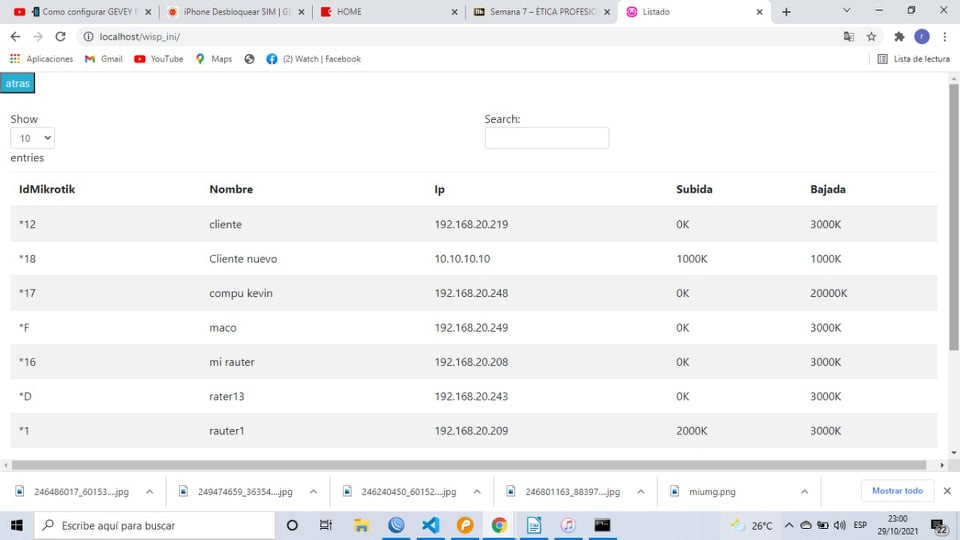 Como configurar GEVEY P
iPhone Desbloquear SIM | GE
HOME
Semana 7 – ÉTICA PROFESIO
Listado
localhost/wisp_ini/
Aplicaciones
Gmail
YouTube
Maps
(2) Watch | Facebook
Lista de lectura
atras
Show
Search:
10
entries
IdMikrotik Nombre Ip Subida Bajada
*12 cliente 192.168.20.219 0K 3000K
*18 Cliente nuevo 10.10.10.10 1000K 1000K
*17 compu kevin 192.168.20.248 0K 20000K
*F maco 192.168.20.249 0K 3000K
*16 mi rauter 192.168.20.208 0K 3000K
*D rater13 192.168.20.243 0K 3000K
*1 rauter1 192.168.20.209 2000K 3000K
246486017_60153....jpg
249474659_36354....jpg
246240450_60152....jpg
246801163_88397....jpg
miumg.png
Mostrar todo
Escribe aquí para buscar
26°C
ESP
23:00
29/10/2021
22